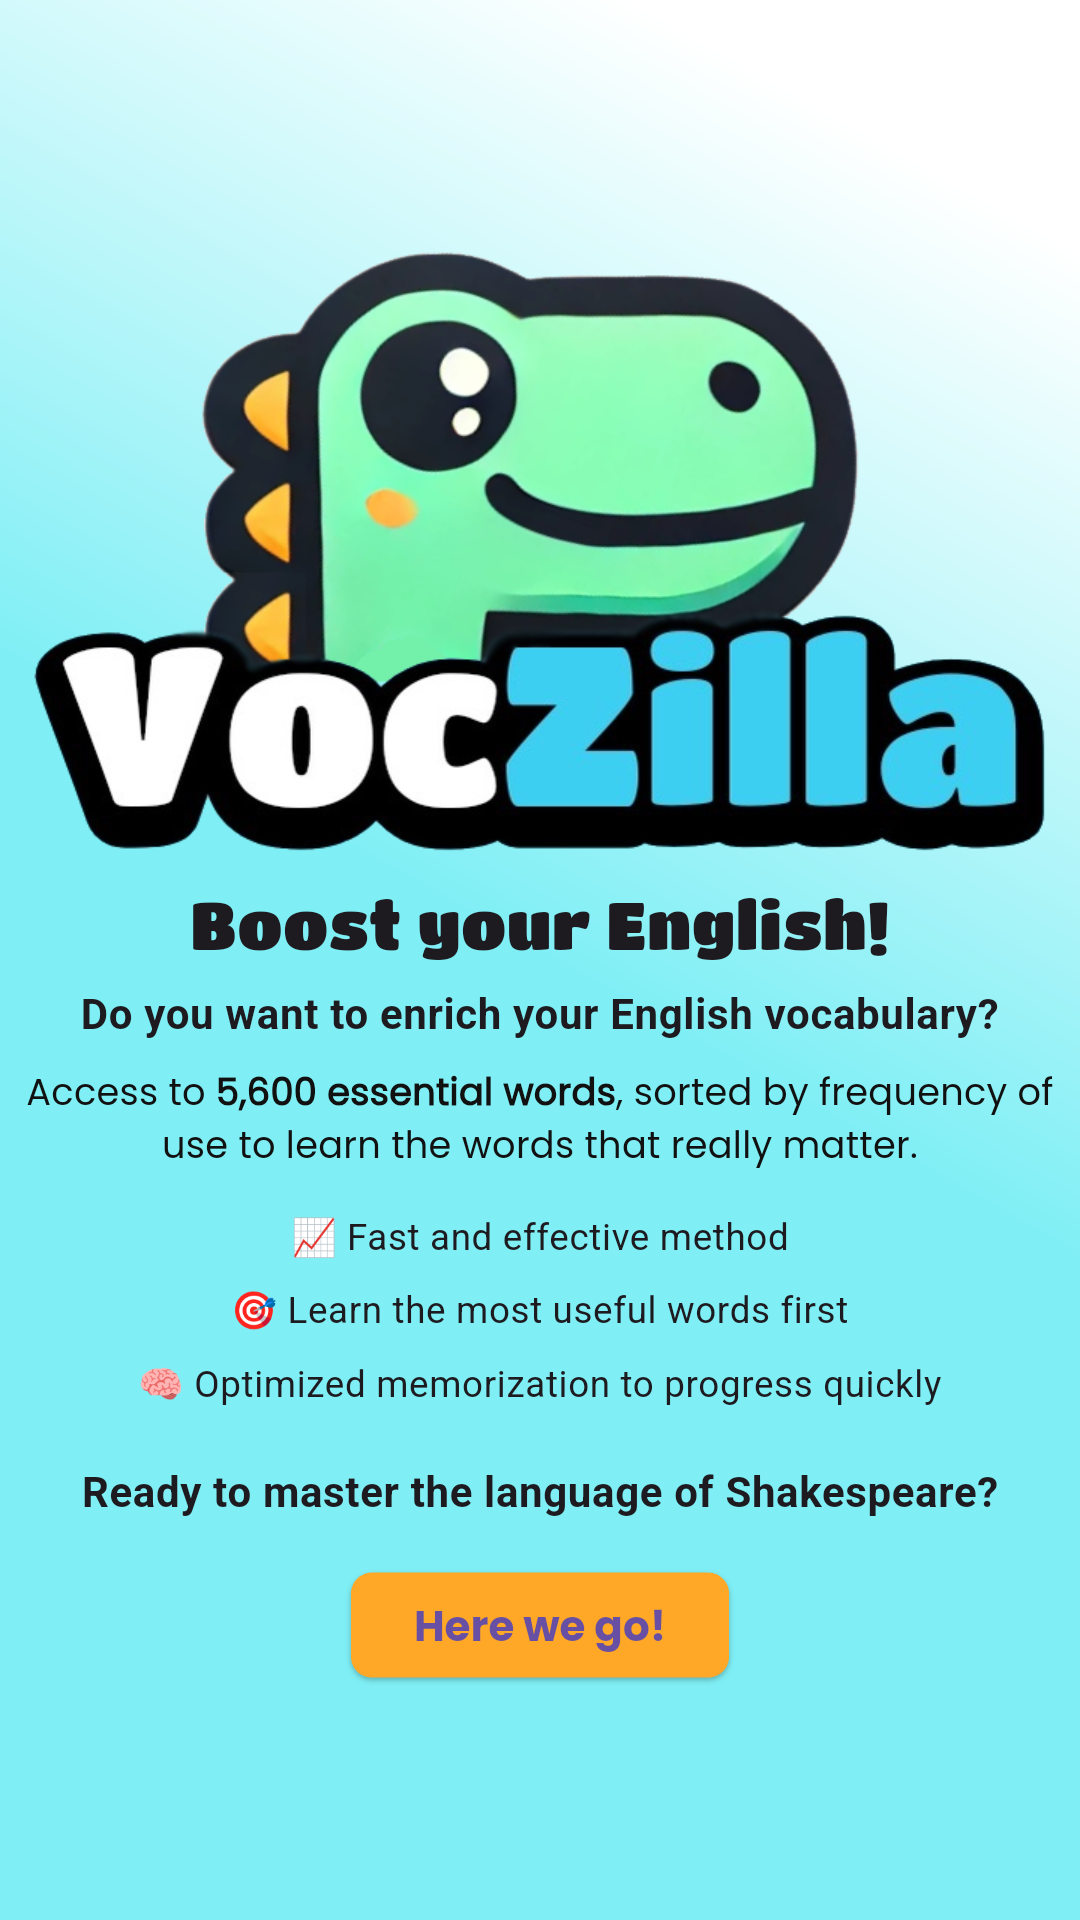 VocZilla
Boost your English!
Do you want to enrich your English vocabulary?
Access to 5,600 essential words, sorted by frequency of
use to learn the words that really matter.
📈 Fast and effective method
🎯 Learn the most useful words first
🧠 Optimized memorization to progress quickly
Ready to master the language of Shakespeare?
Here we go!